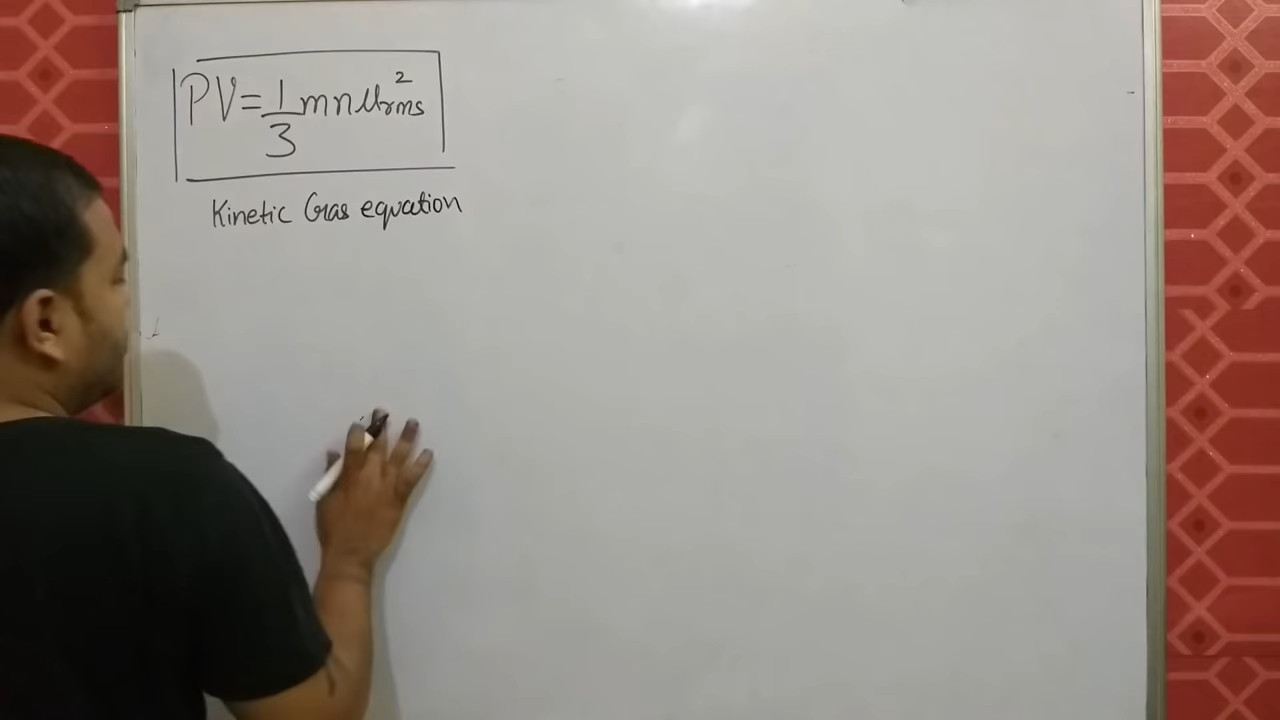 PV = 1/3 mnu²rms
Kinetic Gas equation